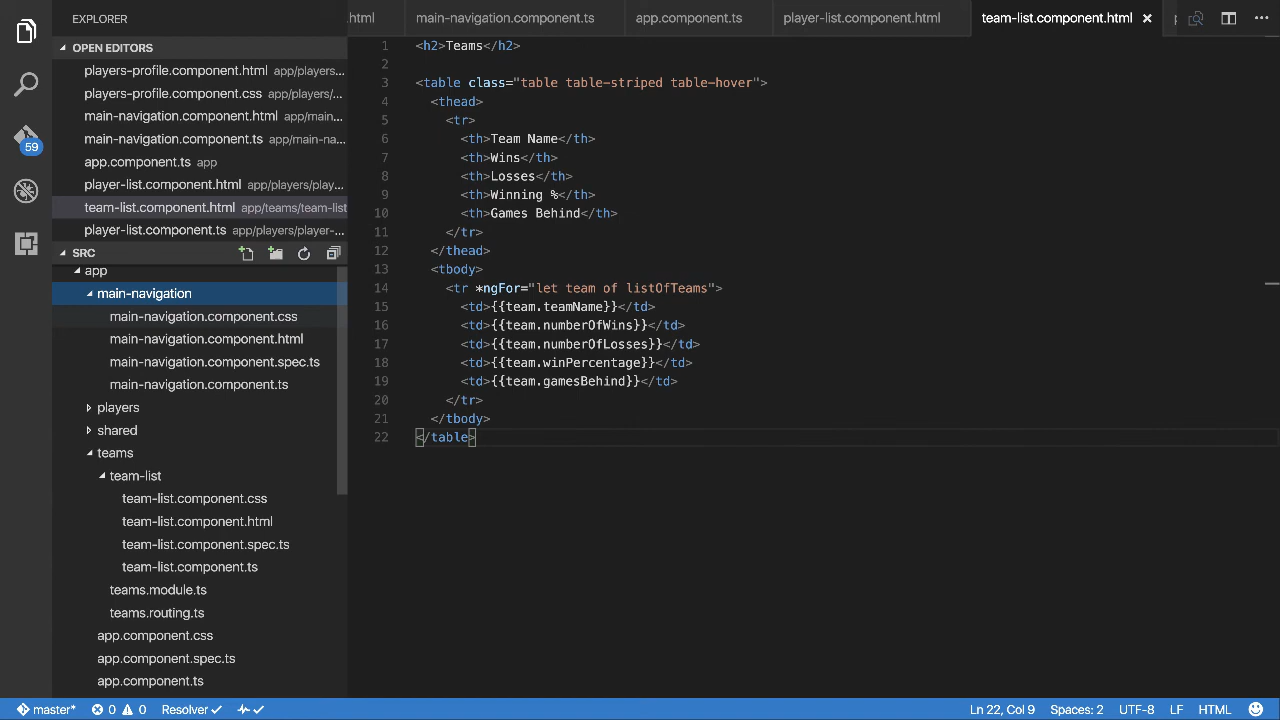 EXPLORER
OPEN EDITORS
players-profile.component.html app/players...
players-profile.component.css app/players/...
main-navigation.component.html app/main...
main-navigation.component.ts app/main-na...
app.component.ts app
player-list.component.html app/players/play...
team-list.component.html app/teams/team-list
player-list.component.ts app/players/player-...
SRC
app
main-navigation
main-navigation.component.css
main-navigation.component.html
main-navigation.component.spec.ts
main-navigation.component.ts
players
shared
teams
team-list
team-list.component.css
team-list.component.html
team-list.component.spec.ts
team-list.component.ts
teams.module.ts
teams.routing.ts
app.component.css
app.component.spec.ts
app.component.ts
59
.html main-navigation.component.ts app.component.ts player-list.component.html team-list.component.html
1 <h2>Teams</h2>
2
3 <table class="table table-striped table-hover">
4 <thead>
5 <tr>
6 <th>Team Name</th>
7 <th>Wins</th>
8 <th>Losses</th>
9 <th>Winning %</th>
10 <th>Games Behind</th>
11 </tr>
12 </thead>
13 <tbody>
14 <tr *ngFor="let team of listOfTeams">
15 <td>{{team.teamName}}</td>
16 <td>{{team.numberOfWins}}</td>
17 <td>{{team.numberOfLosses}}</td>
18 <td>{{team.winPercentage}}</td>
19 <td>{{team.gamesBehind}}</td>
20 </tr>
21 </tbody>
22 </table>
master* 0 0 Resolver Ln 22, Col 9 Spaces: 2 UTF-8 LF HTML